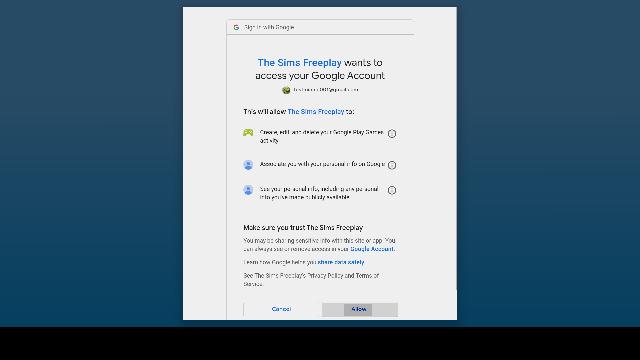 Sign in with Google
The Sims Freeplay wants to
access your Google Account
This will allow The Sims Freeplay to:
Create, edit, and delete your Google Play Games
activity
Associate you with your personal info on Google
See your personal info, including any personal
info you've made publicly available
Make sure you trust The Sims Freeplay
You may be sharing sensitive info with this site or app. You
can always see or remove access in your Google Account.
Learn how Google helps you share data safely
See The Sims Freeplay's Privacy Policy and Terms of
Service.
Cancel
Allow